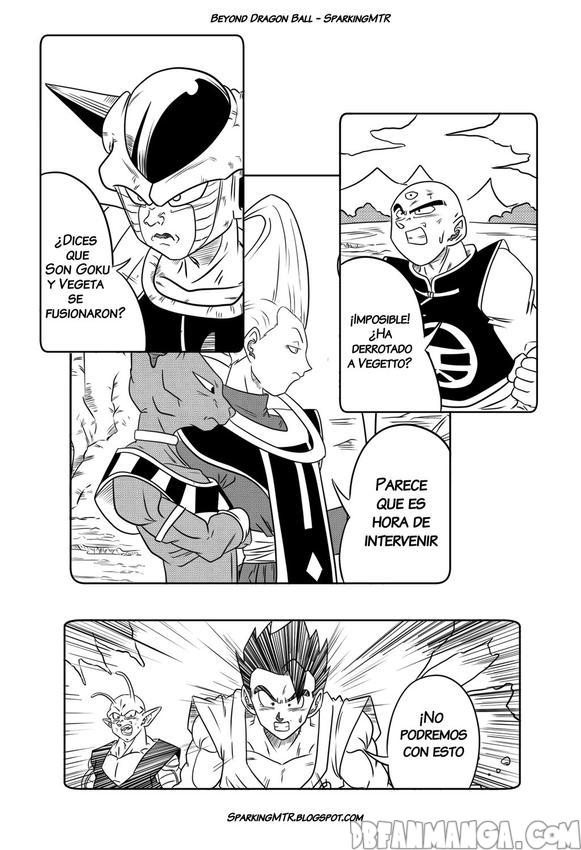 Beyond Dragon Ball - SparkingMTR
¿Dices
que
Son Goku
y Vegeta
se
fusionaron?
¡Imposible!
¿Ha
derrotado
a Vegetto?
Parece
que es
hora de
intervenir
¡No
podremos
con esto
SparkingMTR.blogspot.com
DBFANMANGA.COM